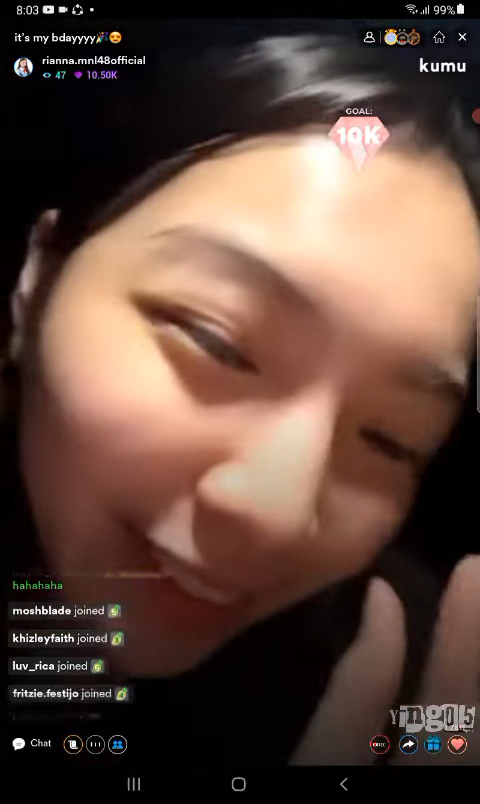 8:03
99%
it's my bdayyyy🎉😍
rianna.mnl48official
47 10.50K
kumu
GOAL:
10K
hahahaha
moshblade joined
khizleyfaith joined
luv_rica joined
fritzie.festijo joined
Yingo15
Chat